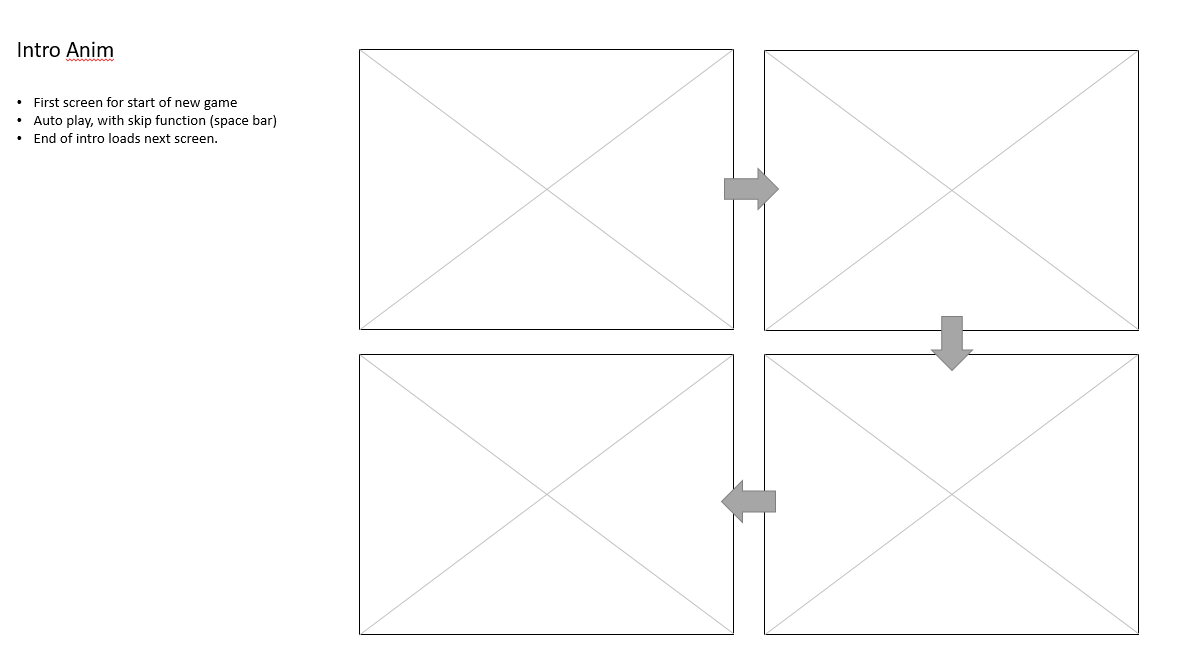 Intro Anim
• First screen for start of new game
• Auto play, with skip function (space bar)
• End of intro loads next screen.